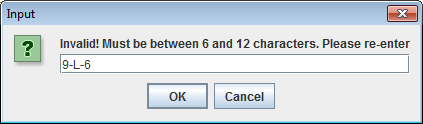 Input
Invalid! Must be between 6 and 12 characters. Please re-enter
9-L-6
OK Cancel